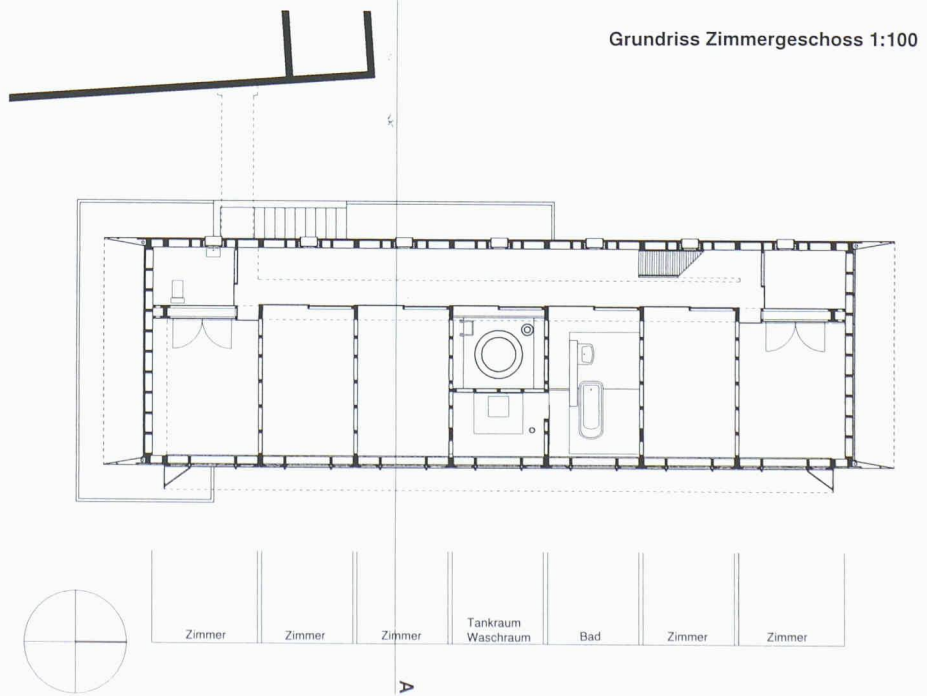 Grundriss Zimmergeschoss 1:100
Zimmer
Zimmer
Zimmer
Tankraum
Waschraum
Bad
Zimmer
Zimmer
A